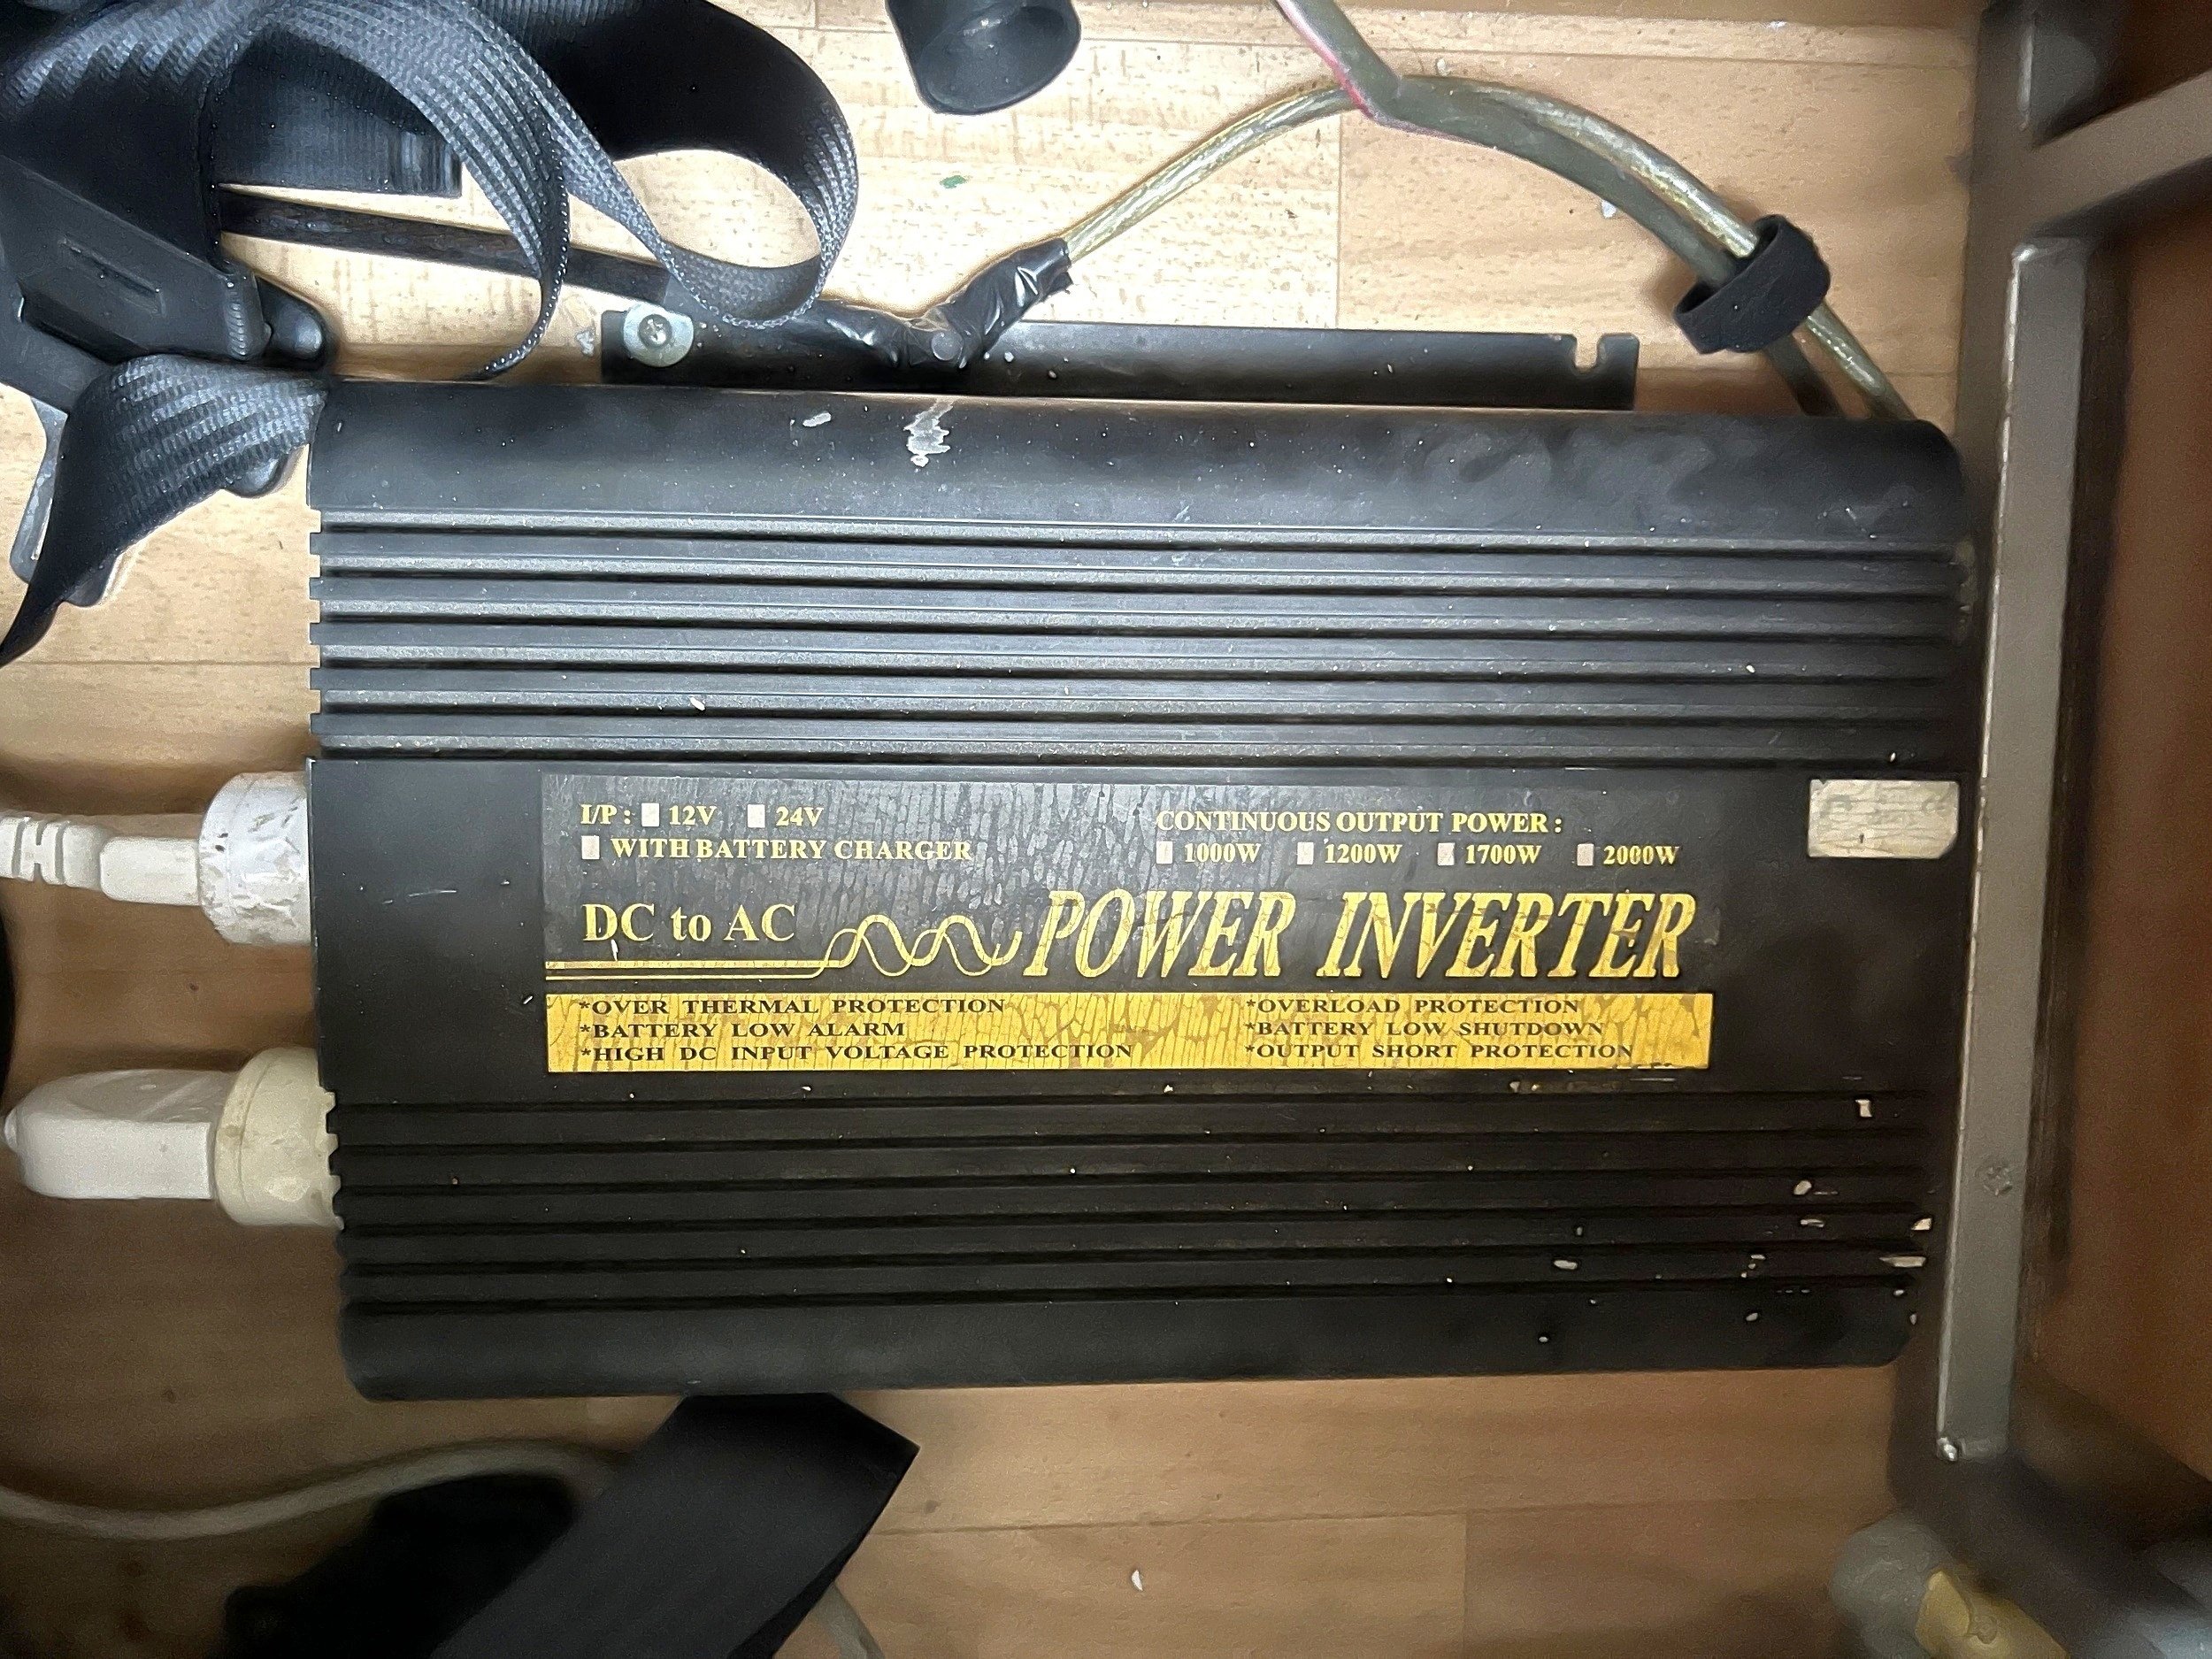 I/P : 12V 24V
WITH BATTERY CHARGER
CONTINUOUS OUTPUT POWER :
1000W 1200W 1700W 2000W
DC to AC POWER INVERTER
*OVER THERMAL PROTECTION
*BATTERY LOW ALARM
*HIGH DC INPUT VOLTAGE PROTECTION
*OVERLOAD PROTECTION
*BATTERY LOW SHUTDOWN
*OUTPUT SHORT PROTECTION